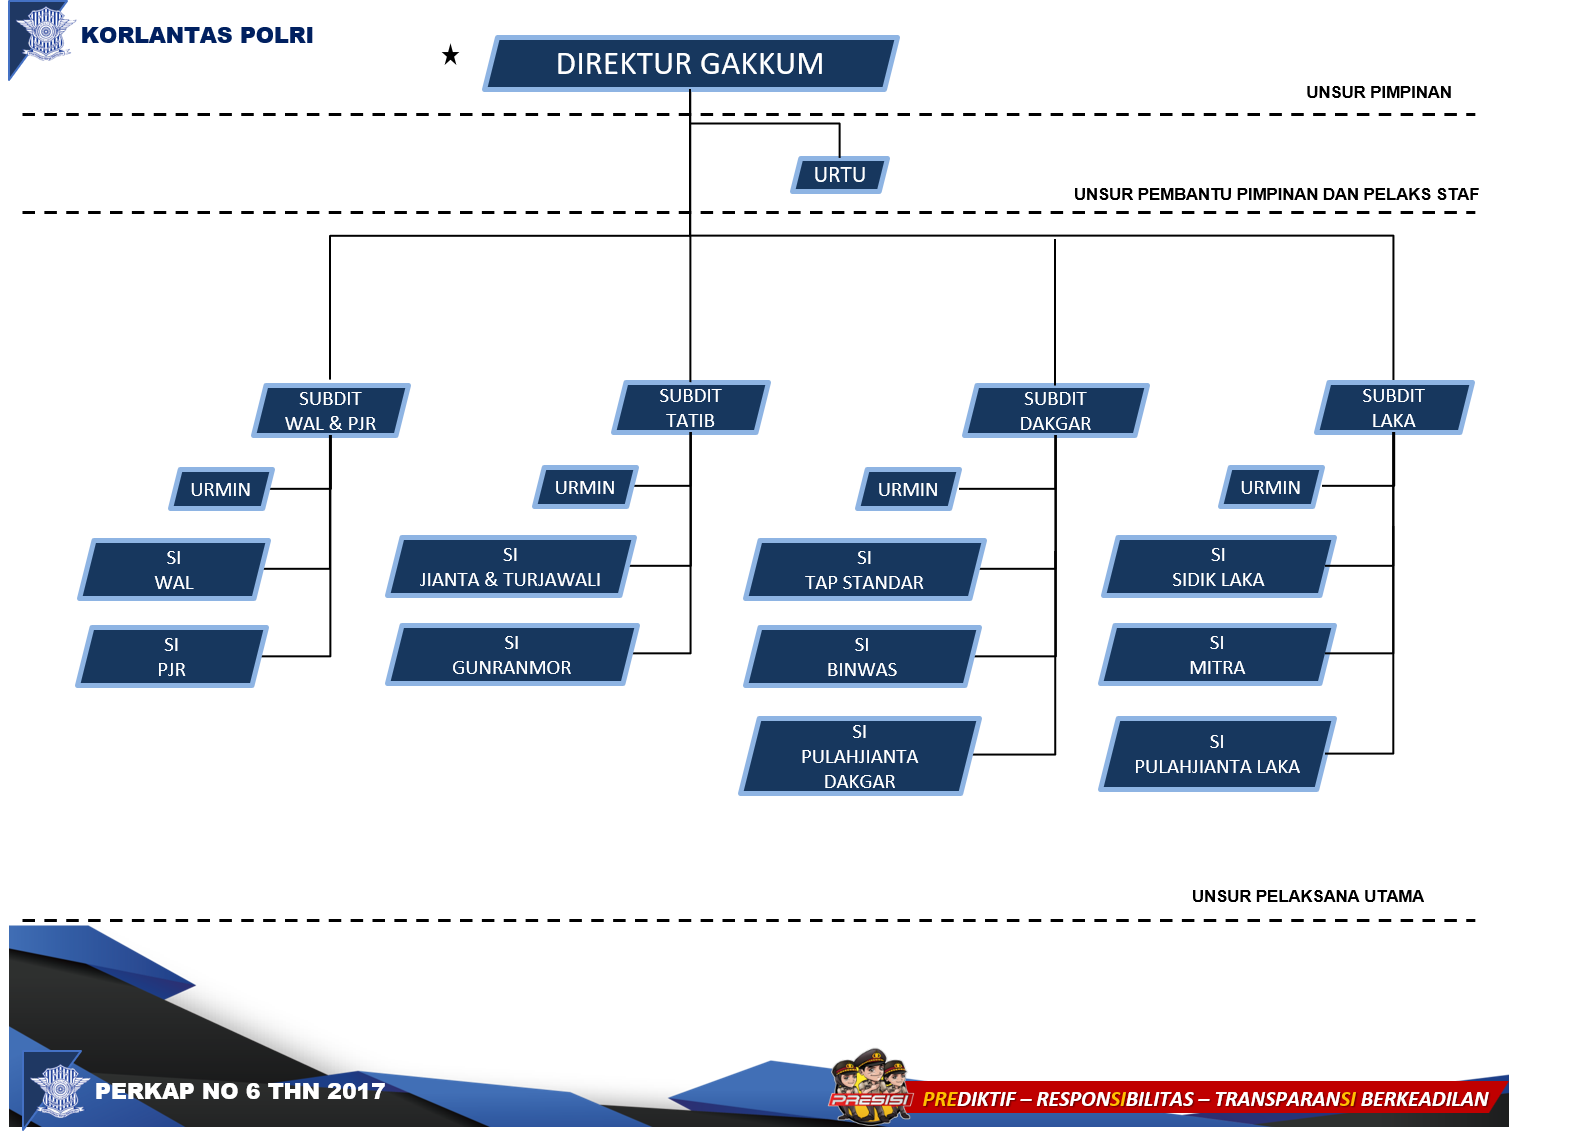 KORLANTAS POLRI
DIREKTUR GAKKUM
UNSUR PIMPINAN
URTU
UNSUR PEMBANTU PIMPINAN DAN PELAKS STAF
SUBDIT
WAL & PJR
SUBDIT
TATIB
SUBDIT
DAKGAR
SUBDIT
LAKA
URMIN
URMIN
URMIN
URMIN
SI
WAL
SI
JIANTA & TURJAWALI
SI
TAP STANDAR
SI
SIDIK LAKA
SI
PJR
SI
GUNRANMOR
SI
BINWAS
SI
MITRA
SI
PULAHJIANTA
DAKGAR
SI
PULAHJIANTA LAKA
UNSUR PELAKSANA UTAMA
PERKAP NO 6 THN 2017
PRESISI
PREDIKTIF – RESPONSIBILITAS – TRANSPARANSI BERKEADILAN